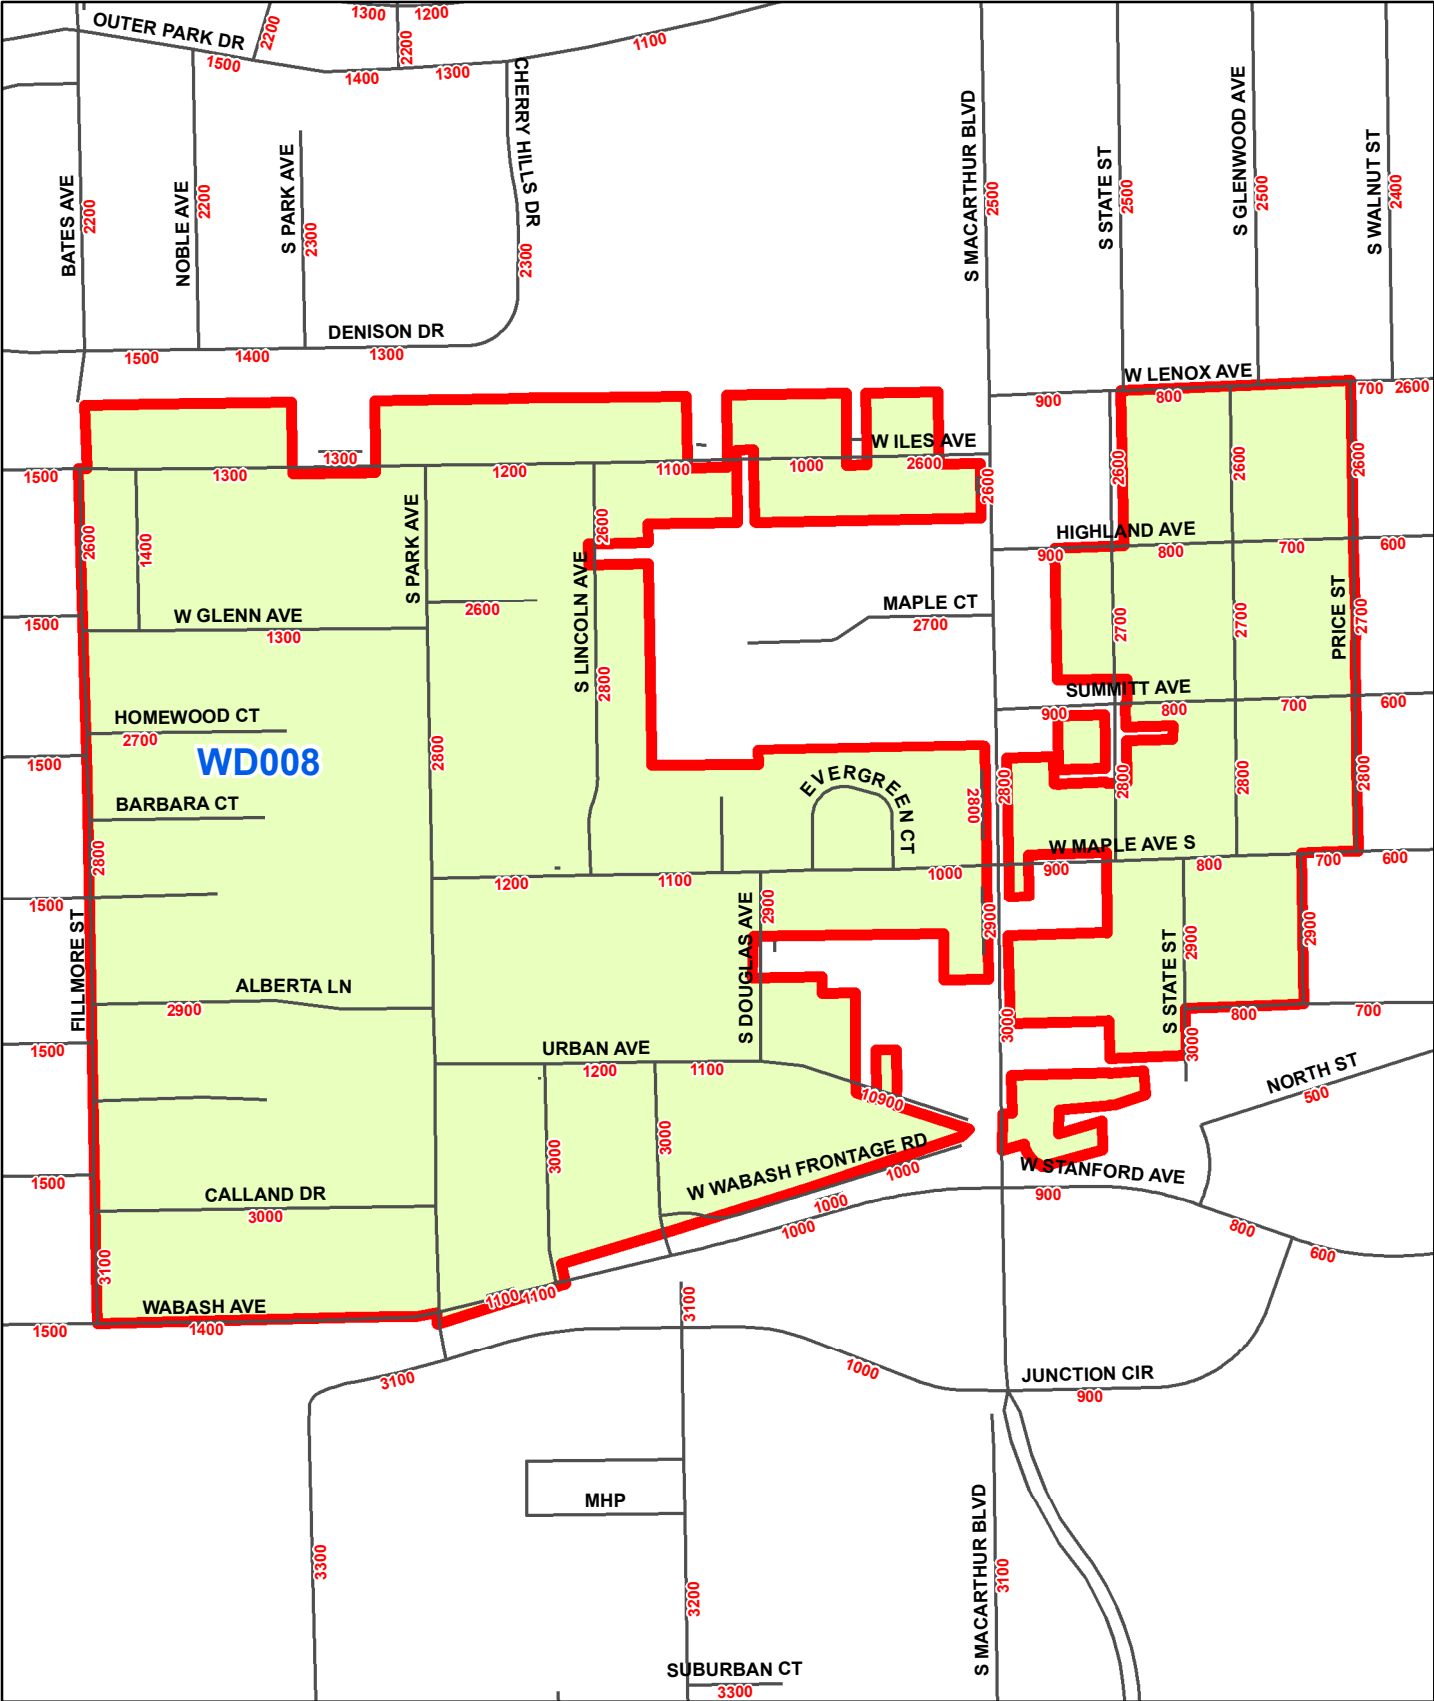 1300
1200
OUTER PARK DR
2200
2200
1100
1500
1400
1300
CHERRY HILLS DR
S MACARTHUR BLVD
2500
S STATE ST
2500
S GLENWOOD AVE
2500
S WALNUT ST
2400
BATES AVE
2200
NOBLE AVE
2200
S PARK AVE
2300
2300
DENISON DR
1500
1400
1300
W LENOX AVE
900
800
700
2600
W ILES AVE
1500
1300
1300
1200
1100
1000
2600
2600
2600
2600
2600
2600
1400
S PARK AVE
2600
S LINCOLN AVE
HIGHLAND AVE
900
800
700
600
W GLENN AVE
1500
1300
2600
MAPLE CT
2700
2700
2700
PRICE ST
2700
2800
SUMMITT AVE
900
800
700
600
HOMEWOOD CT
2700
1500
WD008
2800
EVERGREEN CT
2800
2800
2800
2800
2800
BARBARA CT
2800
W MAPLE AVE S
1200
1100
1000
900
800
700
600
1500
FILLMORE ST
S DOUGLAS AVE
2900
2900
S STATE ST
2900
2900
ALBERTA LN
2900
800
700
1500
URBAN AVE
1200
1100
3000
3000
NORTH ST
500
10900
3000
3000
W WABASH FRONTAGE RD
1000
W STANFORD AVE
900
1500
CALLAND DR
3000
1000
1000
800
600
3100
WABASH AVE
1500
1400
1100
1100
3100
3100
1000
JUNCTION CIR
900
MHP
3300
3200
S MACARTHUR BLVD
3100
SUBURBAN CT
3300